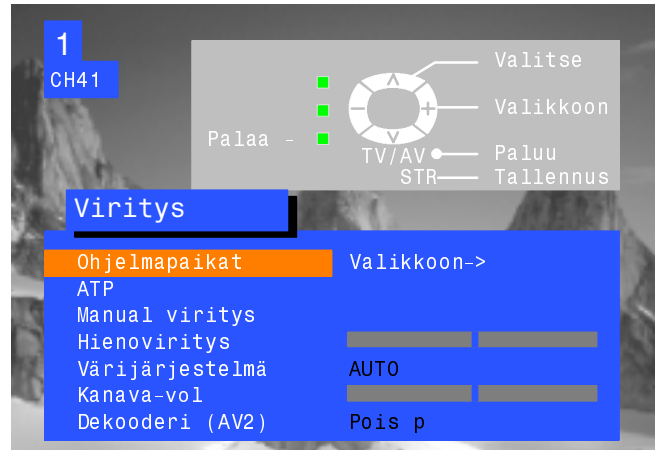 1
CH41
Valitse
Valikkoon
Palaa -
TV/AV Paluu
STR Tallennus
Viritys
Ohjelmapaikat Valikkoon->
ATP
Manual viritys
Hienoviritys
Värijärjestelmä AUTO
Kanava-vol
Dekooderi (AV2) Pois p